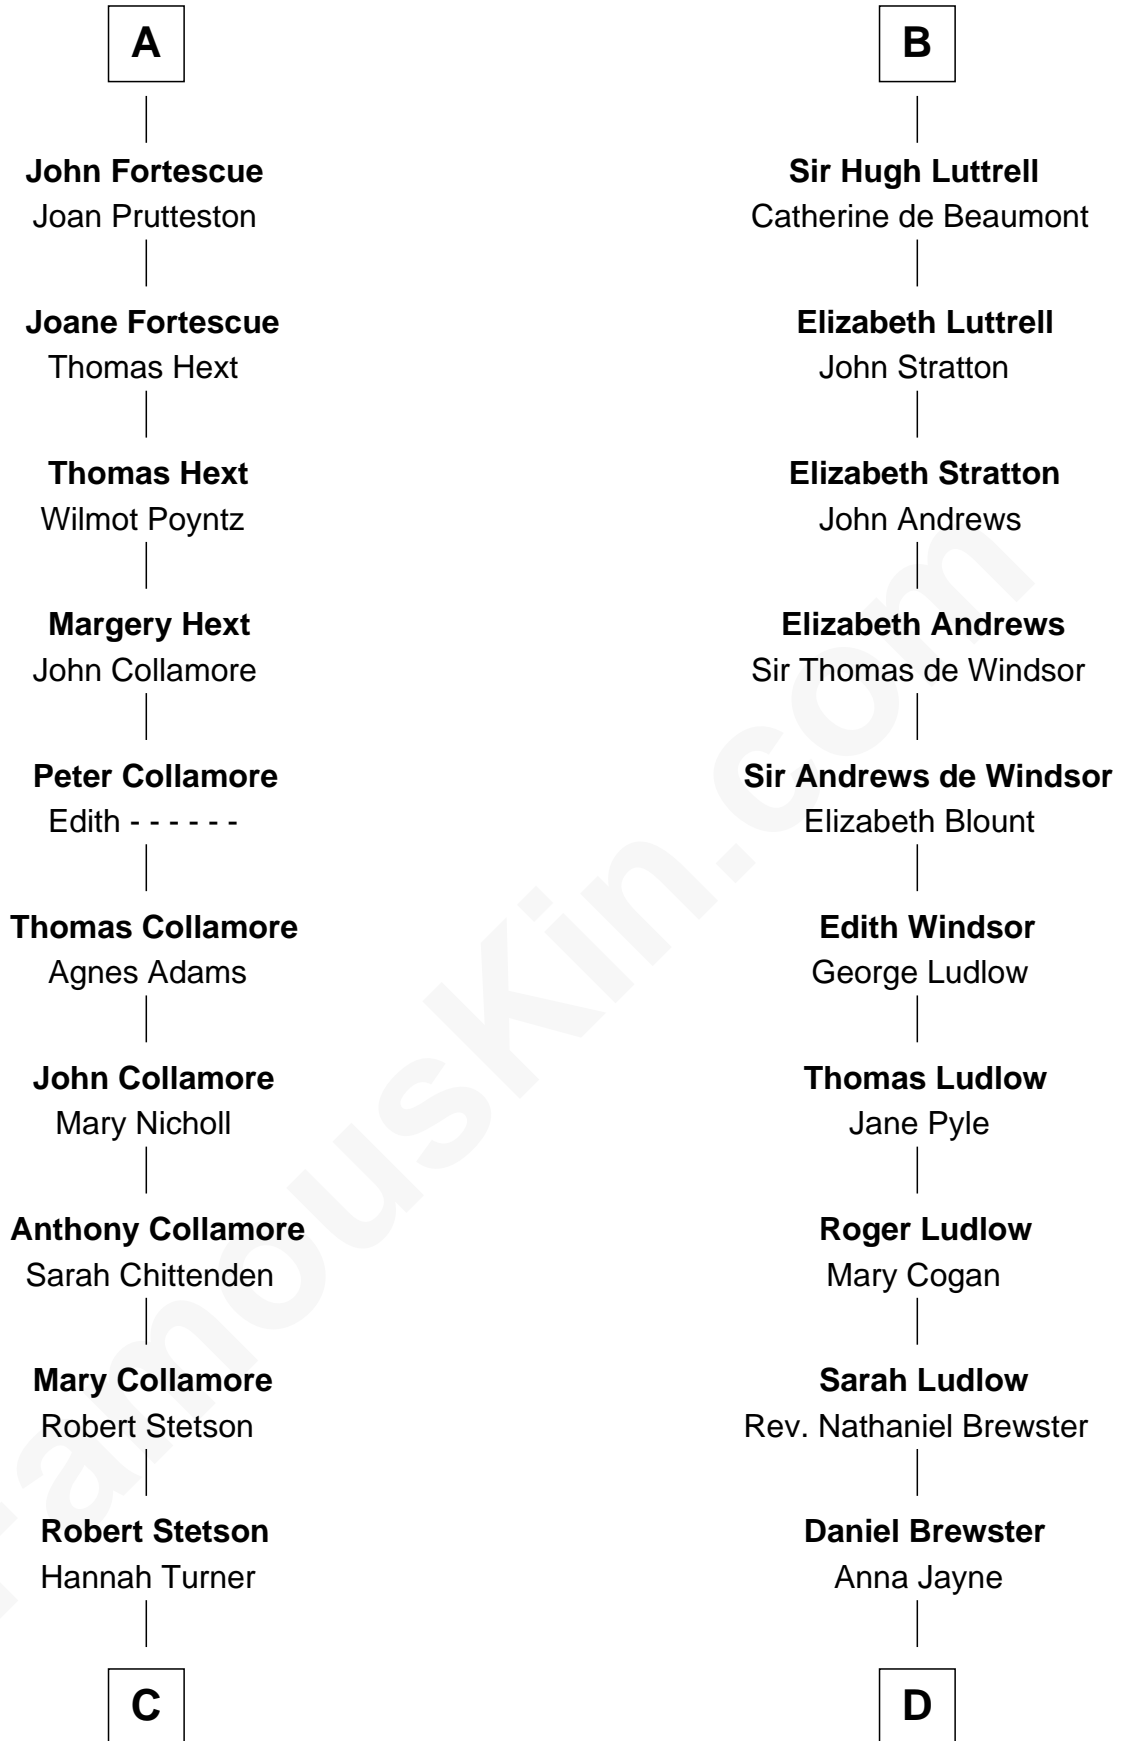 A
John Fortescue
Joan Prutteston
Joane Fortescue
Thomas Hext
Thomas Hext
Wilmot Poyntz
Margery Hext
John Collamore
Peter Collamore
Edith - - - - - -
Thomas Collamore
Agnes Adams
John Collamore
Mary Nicholl
Anthony Collamore
Sarah Chittenden
Mary Collamore
Robert Stetson
Robert Stetson
Hannah Turner
C
B
Sir Hugh Luttrell
Catherine de Beaumont
Elizabeth Luttrell
John Stratton
Elizabeth Stratton
John Andrews
Elizabeth Andrews
Sir Thomas de Windsor
Sir Andrews de Windsor
Elizabeth Blount
Edith Windsor
George Ludlow
Thomas Ludlow
Jane Pyle
Roger Ludlow
Mary Cogan
Sarah Ludlow
Rev. Nathaniel Brewster
Daniel Brewster
Anna Jayne
D
FamousKin.com